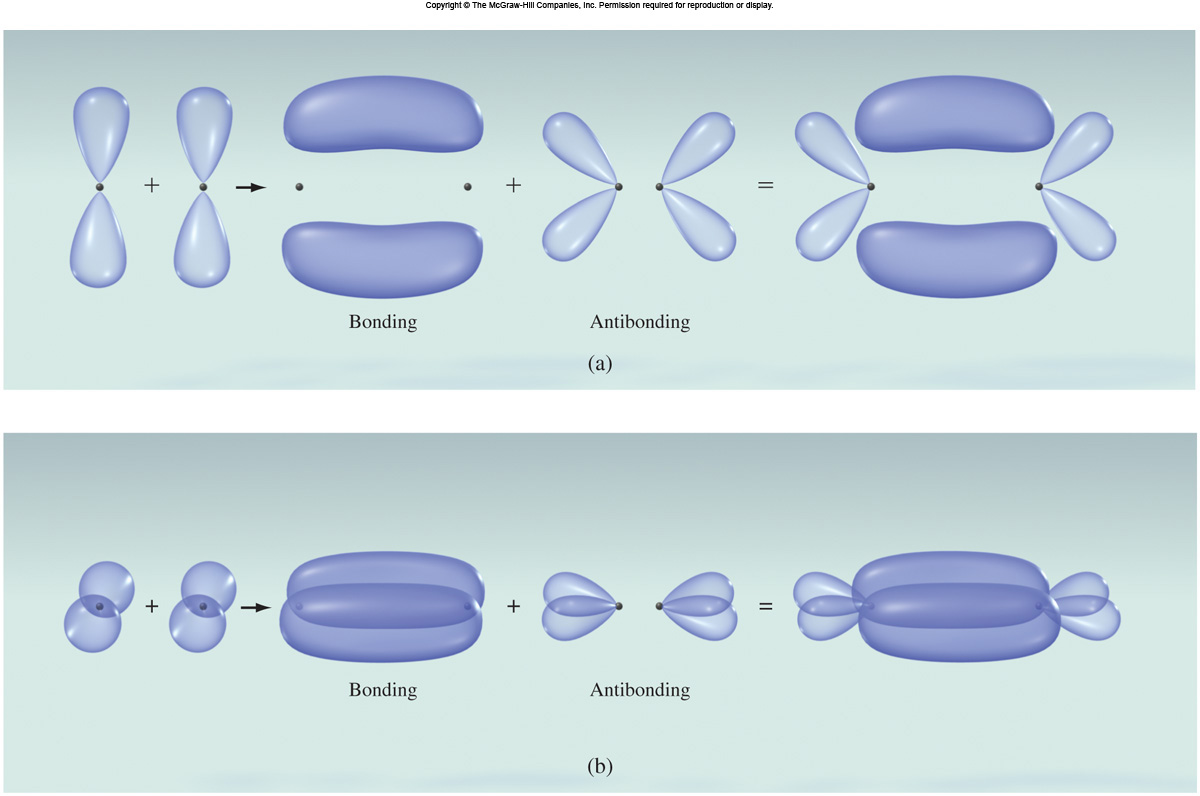 Copyright © The McGraw-Hill Companies, Inc. Permission required for reproduction or display.
+ + =
Bonding Antibonding
(a)
+ + =
Bonding Antibonding
(b)